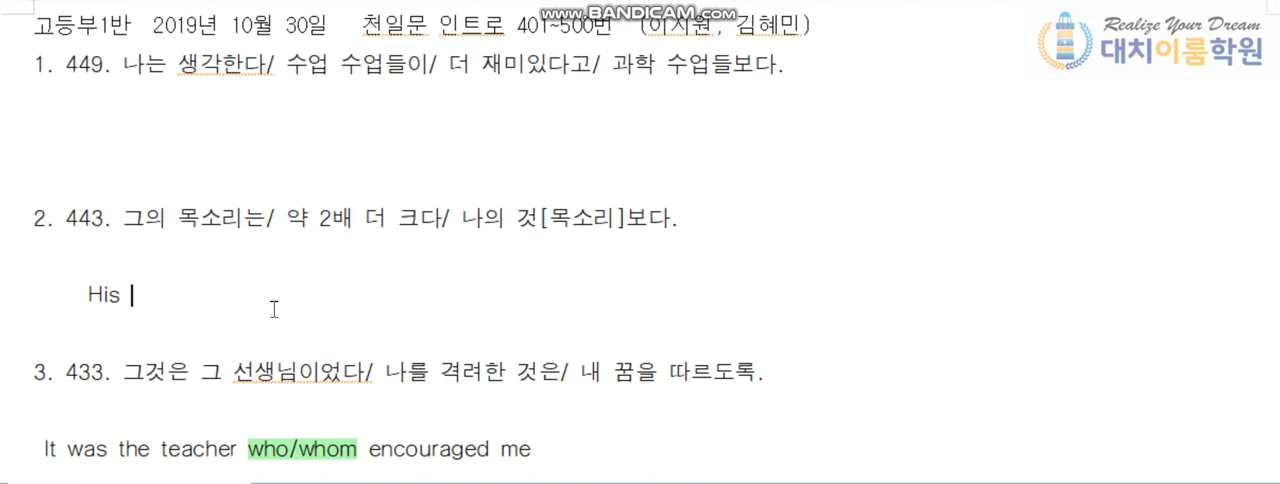 www.BANDICAM.com
고등부1반 2019년 10월 30일 천일문 인트로 401~500번 (이지원, 김혜민)
Realize Your Dream
대치이룸학원
1. 449. 나는 생각한다/ 수업 수업들이/ 더 재미있다고/ 과학 수업들보다.
2. 443. 그의 목소리는/ 약 2배 더 크다/ 나의 것[목소리]보다.
His
3. 433. 그것은 그 선생님이었다/ 나를 격려한 것은/ 내 꿈을 따르도록.
It was the teacher who/whom encouraged me